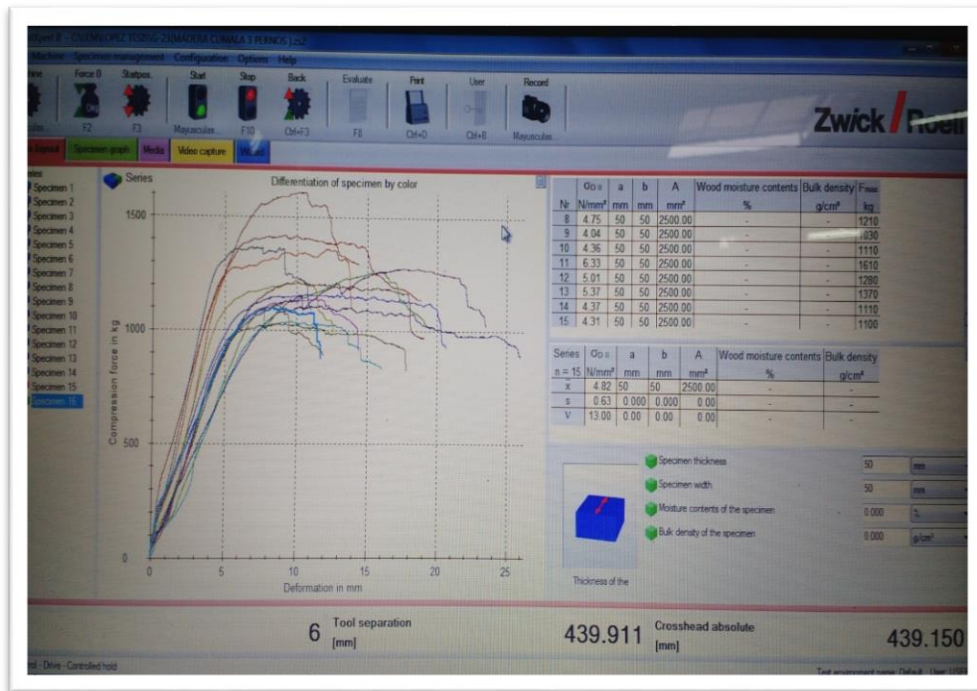 Machine Specimen management Configuration Options Help
Force 0 Startpos. Start Stop Back Evaluate Print User Record
F2 F3 Mayusculas... F10 Ctrl+F3 F8 Ctrl+D Ctrl+B Mayusculas...
Zwick / Roell
Specimen graph Media Video capture
Series
Specimen 1
Specimen 2
Specimen 3
Specimen 4
Specimen 5
Specimen 6
Specimen 7
Specimen 8
Specimen 9
Specimen 10
Specimen 11
Specimen 12
Specimen 13
Specimen 14
Specimen 15
Specimen 16
Series
Differentiation of specimen by color
1500
1000
500
0
Compression force in kg
0 5 10 15 20 25
Deformation in mm
a b A Wood moisture contents Bulk density
Nr N/mm² mm mm mm² % g/cm³ kg
8 4.75 50 50 2500.00 - - 1210
9 4.04 50 50 2500.00 - - 1030
10 4.36 50 50 2500.00 - - 1110
11 6.33 50 50 2500.00 - - 1610
12 5.01 50 50 2500.00 - - 1280
13 5.37 50 50 2500.00 - - 1370
14 4.37 50 50 2500.00 - - 1110
15 4.31 50 50 2500.00 - - 1100
Series a b A Wood moisture contents Bulk density
n = 15 N/mm² mm mm mm² % g/cm³
x̄ 4.82 50 50 2500.00 - -
s 0.63 0.000 0.000 0.00 - -
V 13.00 0.00 0.00 0.00 - -
Specimen thickness 50 mm
Specimen width 50 mm
Moisture contents of the specimen 0.000 %
Bulk density of the specimen 0.000 g/cm³
Thickness of the
6 Tool separation [mm] 439.911 Crosshead absolute [mm] 439.150
- Drive - Controlled hold
Test environment name: Default